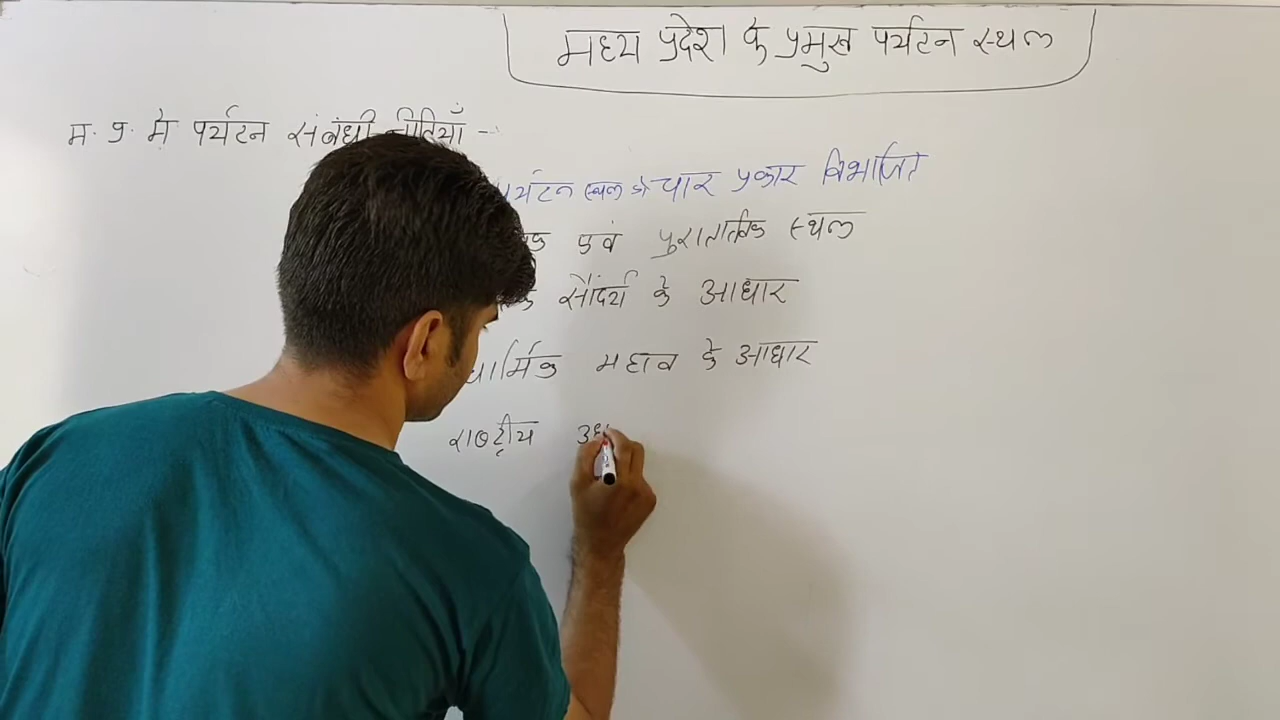 मध्य प्रदेश के प्रमुख पर्यटन स्थल
म. प्र. मे पर्यटन संबंधी नीतियाँ -
पर्यटन स्थल को चार प्रकार विभाजित
एवं पुरातात्विक स्थल
सौंदर्य के आधार
धार्मिक महत्व के आधार
राष्ट्रीय